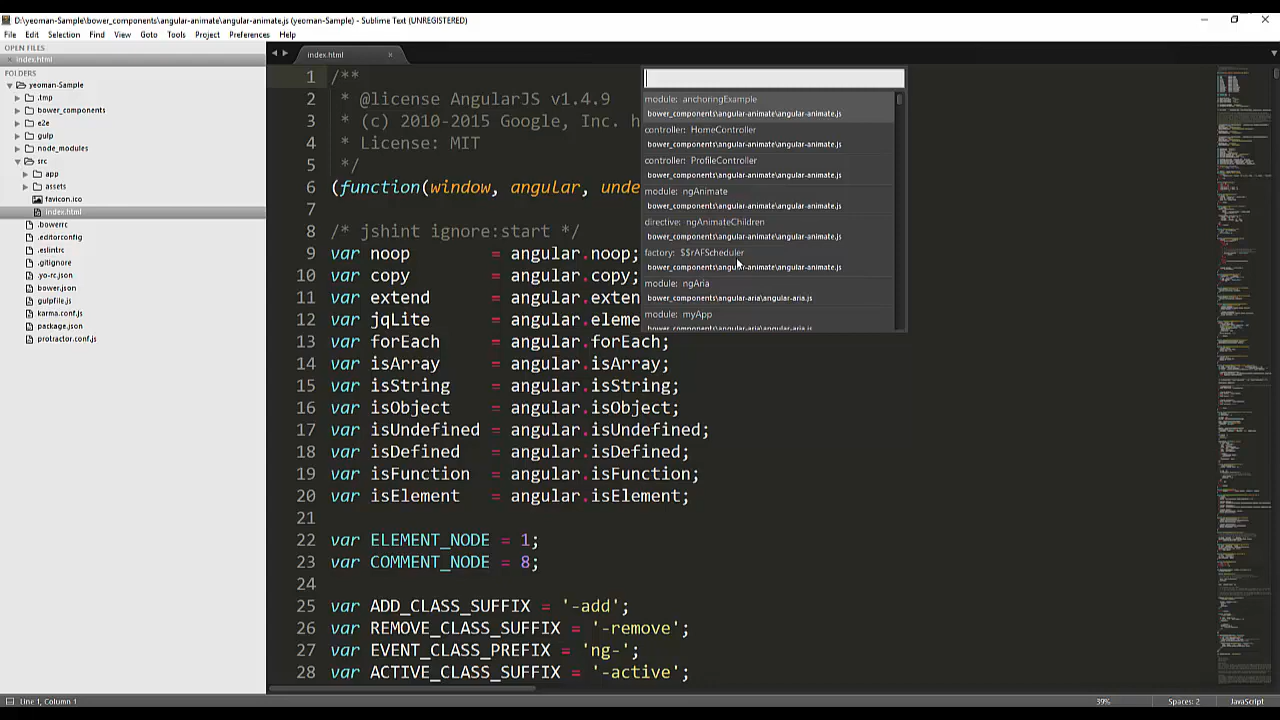 D:\yeoman-Sample\bower_components\angular-animate\angular-animate.js (yeoman-Sample) - Sublime Text (UNREGISTERED)
File Edit Selection Find View Goto Tools Project Preferences Help
OPEN FILES
index.html
FOLDERS
yeoman-Sample
.tmp
bower_components
e2e
gulp
node_modules
src
app
assets
favicon.ico
index.html
.bowerrc
.editorconfig
.eslintrc
.gitignore
.yo-rc.json
bower.json
gulpfile.js
karma.conf.js
package.json
protractor.conf.js
index.html
1 /**
2 * @license AngularJS v1.4.9
3 * (c) 2010-2015 Google, Inc. h
4 * License: MIT
5 */
6 (function(window, angular, unde
7
8 /* jshint ignore:start */
9 var noop = angular.noop;
10 var copy = angular.copy;
11 var extend = angular.exten
12 var jqLite = angular.eleme
13 var forEach = angular.forEach;
14 var isArray = angular.isArray;
15 var isString = angular.isString;
16 var isObject = angular.isObject;
17 var isUndefined = angular.isUndefined;
18 var isDefined = angular.isDefined;
19 var isFunction = angular.isFunction;
20 var isElement = angular.isElement;
21
22 var ELEMENT_NODE = 1;
23 var COMMENT_NODE = 8;
24
25 var ADD_CLASS_SUFFIX = '-add';
26 var REMOVE_CLASS_SUFFIX = '-remove';
27 var EVENT_CLASS_PREFIX = 'ng-';
28 var ACTIVE_CLASS_SUFFIX = '-active';
module: anchoringExample
bower_components\angular-animate\angular-animate.js
controller: HomeController
bower_components\angular-animate\angular-animate.js
controller: ProfileController
bower_components\angular-animate\angular-animate.js
module: ngAnimate
bower_components\angular-animate\angular-animate.js
directive: ngAnimateChildren
bower_components\angular-animate\angular-animate.js
factory: $$rAFScheduler
bower_components\angular-animate\angular-animate.js
module: ngAria
bower_components\angular-aria\angular-aria.js
module: myApp
bower_components\angular-aria\angular-aria.js
Line 1, Column 1
39%
Spaces: 2
JavaScript